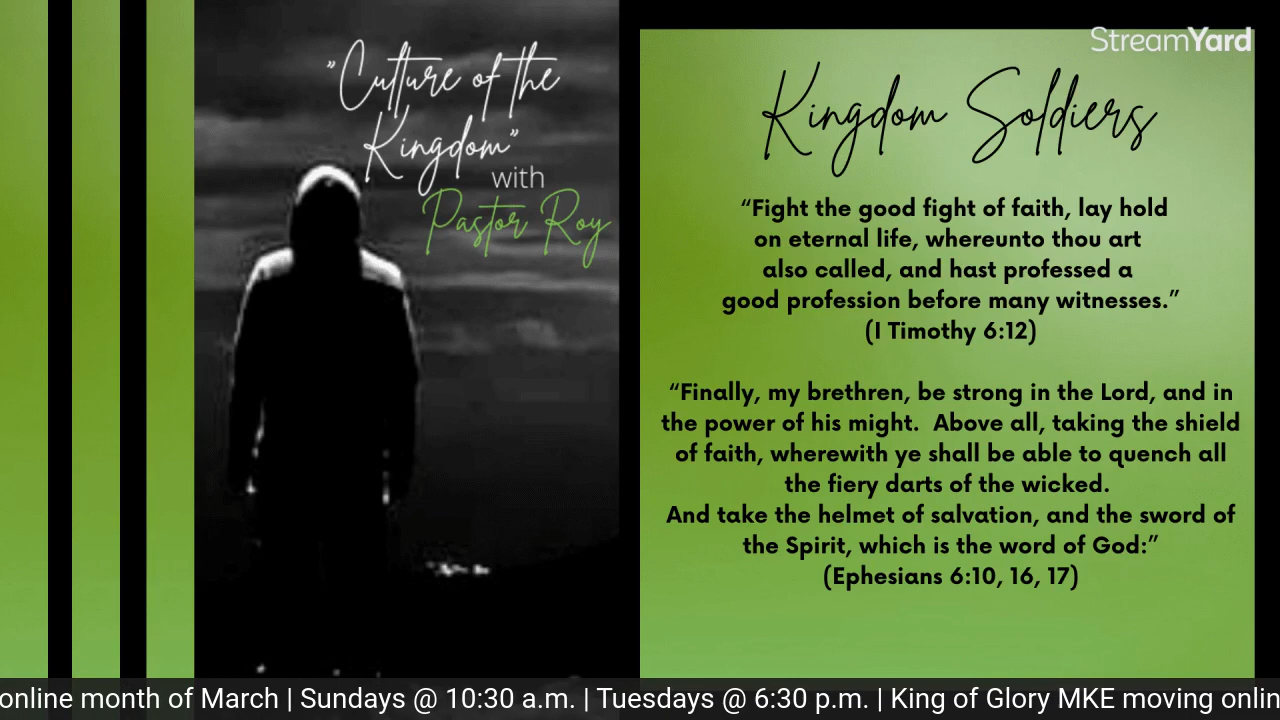 "Culture of the
Kingdom"
with
Pastor Roy
StreamYard
Kingdom Soldiers
“Fight the good fight of faith, lay hold
on eternal life, whereunto thou art
also called, and hast professed a
good profession before many witnesses.”
(I Timothy 6:12)
“Finally, my brethren, be strong in the Lord, and in
the power of his might.  Above all, taking the shield
of faith, wherewith ye shall be able to quench all
the fiery darts of the wicked.
And take the helmet of salvation, and the sword of
the Spirit, which is the word of God:”
(Ephesians 6:10, 16, 17)
online month of March | Sundays @ 10:30 a.m. | Tuesdays @ 6:30 p.m. | King of Glory MKE moving onlin